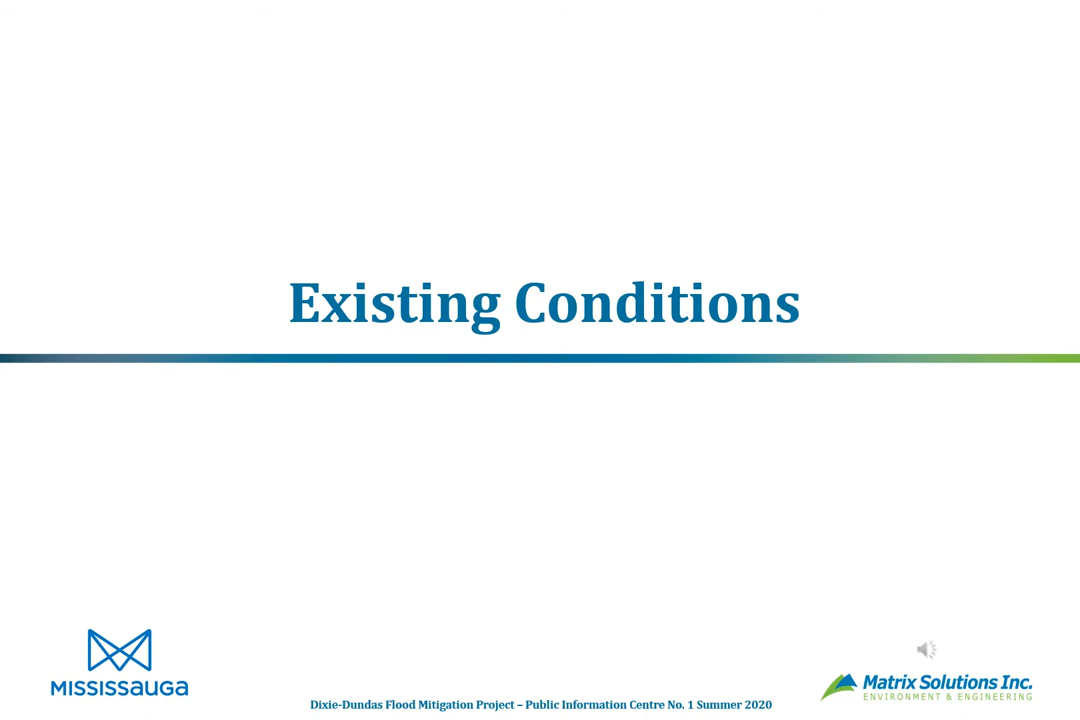 Existing Conditions
MISSISSauGa
Matrix Solutions Inc.
ENVIRONMENT & ENGINEERING
Dixie-Dundas Flood Mitigation Project – Public Information Centre No. 1 Summer 2020